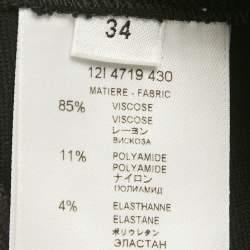 34
12I 4719 430
MATIERE - FABRIC
85% VISCOSE
VISCOSE
レーヨン
ВИСКОЗА
11% POLYAMIDE
POLYAMIDE
ナイロン
ПОЛИАМИД
4% ELASTHANNE
ELASTANE
ポリウレタン
ЭЛАСТАН